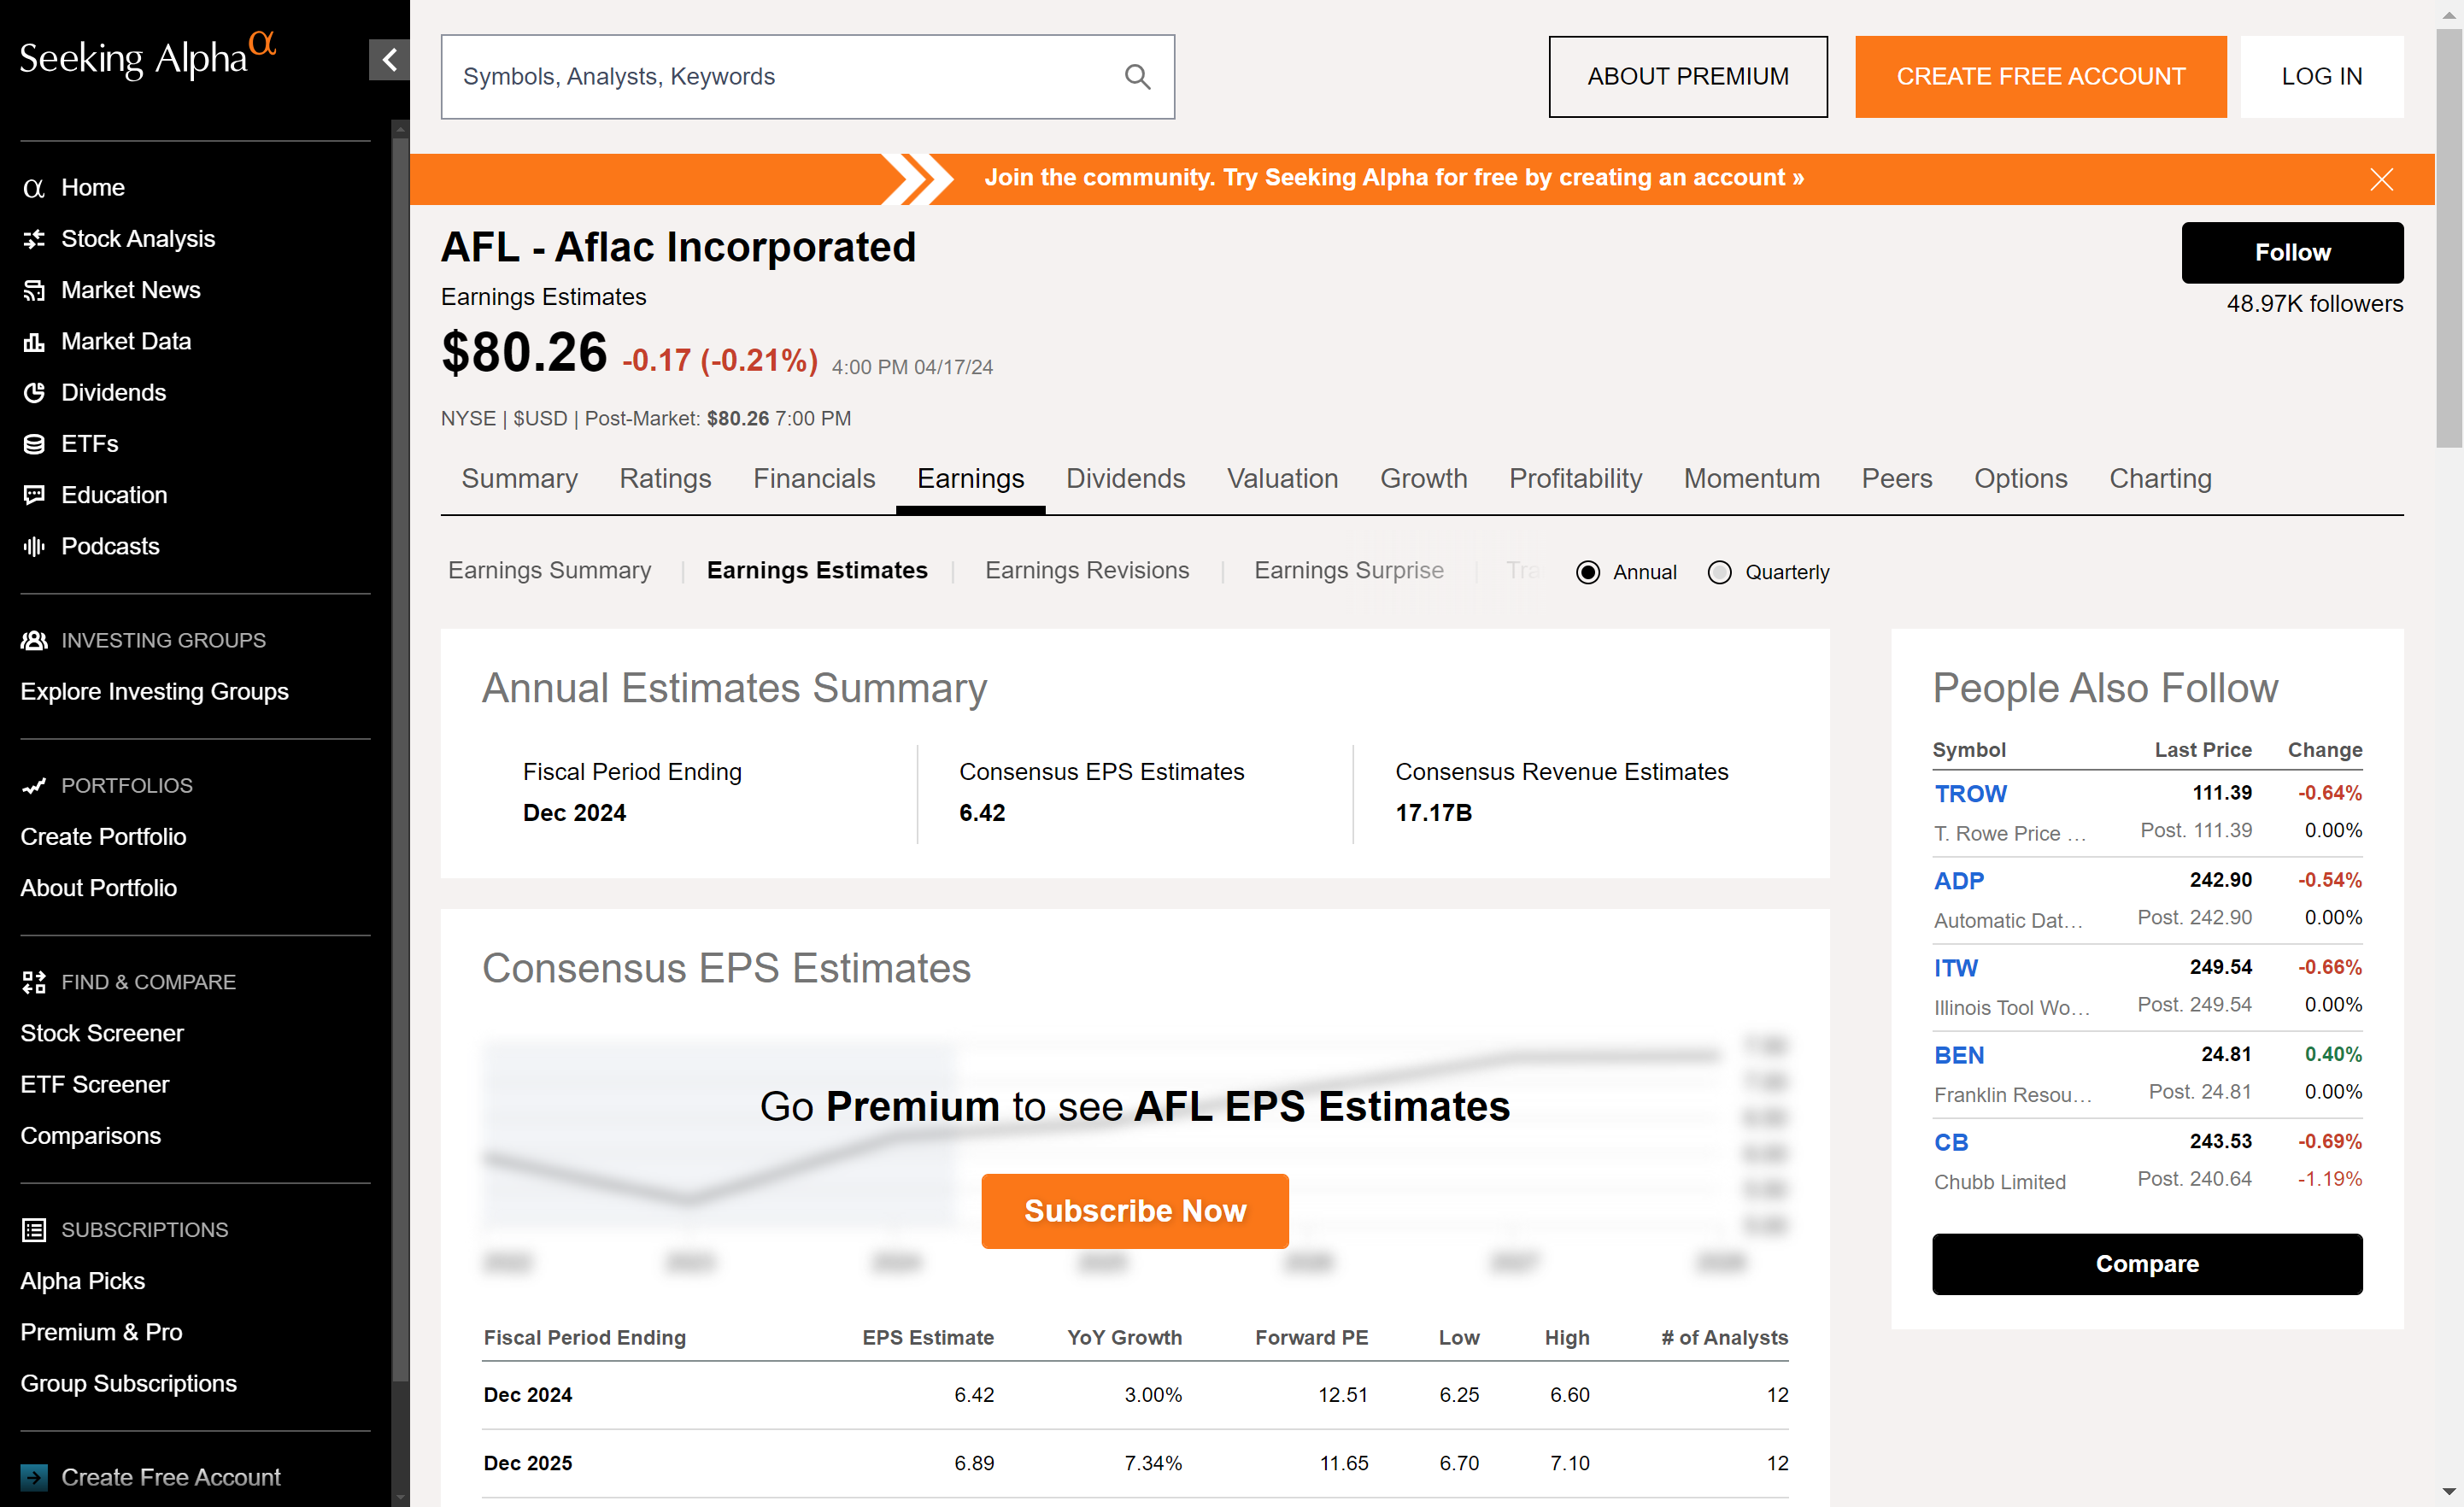 Seeking Alpha α
Home
Stock Analysis
Market News
Market Data
Dividends
ETFs
Education
Podcasts
INVESTING GROUPS
Explore Investing Groups
PORTFOLIOS
Create Portfolio
About Portfolio
FIND & COMPARE
Stock Screener
ETF Screener
Comparisons
SUBSCRIPTIONS
Alpha Picks
Premium & Pro
Group Subscriptions
Create Free Account
Symbols, Analysts, Keywords
ABOUT PREMIUM
CREATE FREE ACCOUNT
LOG IN
Join the community. Try Seeking Alpha for free by creating an account »
AFL - Aflac Incorporated
Follow
Earnings Estimates
48.97K followers
$80.26 -0.17 (-0.21%) 4:00 PM 04/17/24
NYSE | $USD | Post-Market: $80.26 7:00 PM
Summary Ratings Financials Earnings Dividends Valuation Growth Profitability Momentum Peers Options Charting
Earnings Summary | Earnings Estimates | Earnings Revisions | Earnings Surprise | Annual Quarterly
Annual Estimates Summary
Fiscal Period Ending
Dec 2024
Consensus EPS Estimates
6.42
Consensus Revenue Estimates
17.17B
Consensus EPS Estimates
Go Premium to see AFL EPS Estimates
Subscribe Now
Fiscal Period Ending EPS Estimate YoY Growth Forward PE Low High # of Analysts
Dec 2024 6.42 3.00% 12.51 6.25 6.60 12
Dec 2025 6.89 7.34% 11.65 6.70 7.10 12
People Also Follow
Symbol Last Price Change
TROW 111.39 -0.64%
T. Rowe Price … Post. 111.39 0.00%
ADP 242.90 -0.54%
Automatic Dat… Post. 242.90 0.00%
ITW 249.54 -0.66%
Illinois Tool Wo… Post. 249.54 0.00%
BEN 24.81 0.40%
Franklin Resou… Post. 24.81 0.00%
CB 243.53 -0.69%
Chubb Limited Post. 240.64 -1.19%
Compare